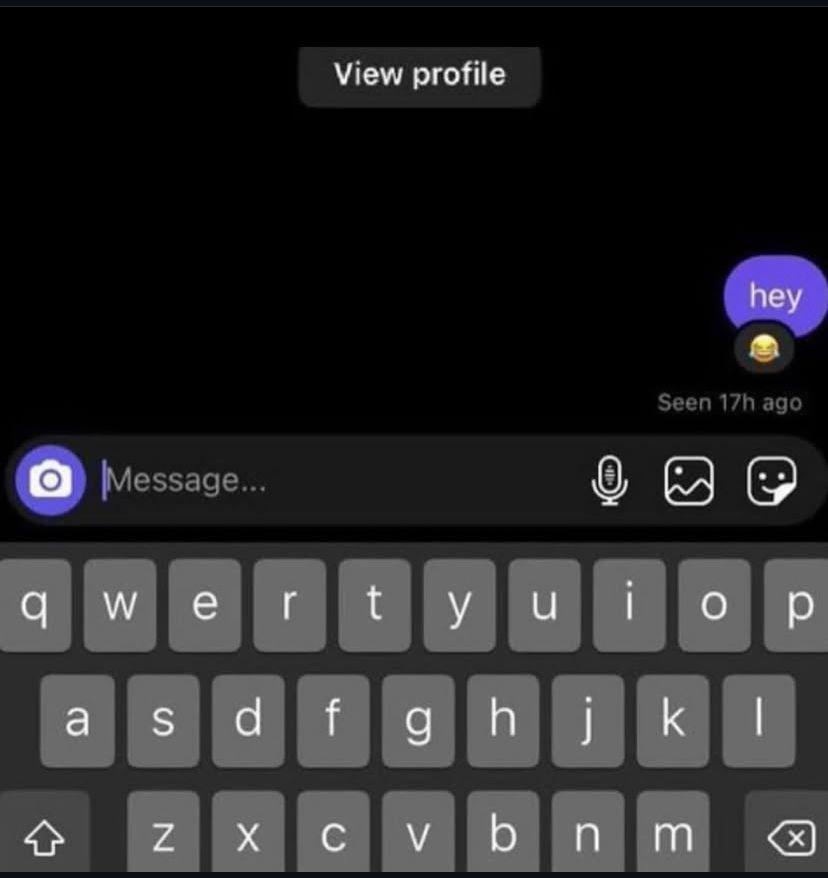 View profile
hey
😂
Seen 17h ago
Message...
q w e r t y u i o p
a s d f g h j k l
z x c v b n m